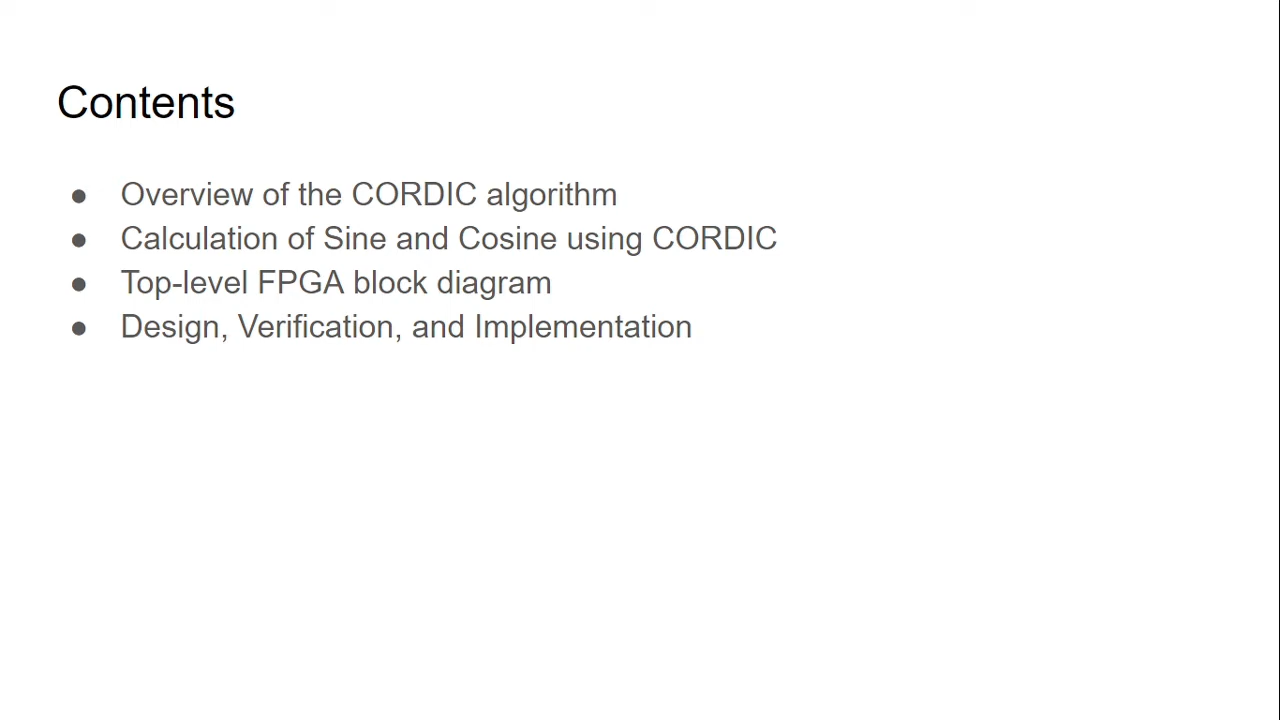 Contents
● Overview of the CORDIC algorithm
● Calculation of Sine and Cosine using CORDIC
● Top-level FPGA block diagram
● Design, Verification, and Implementation